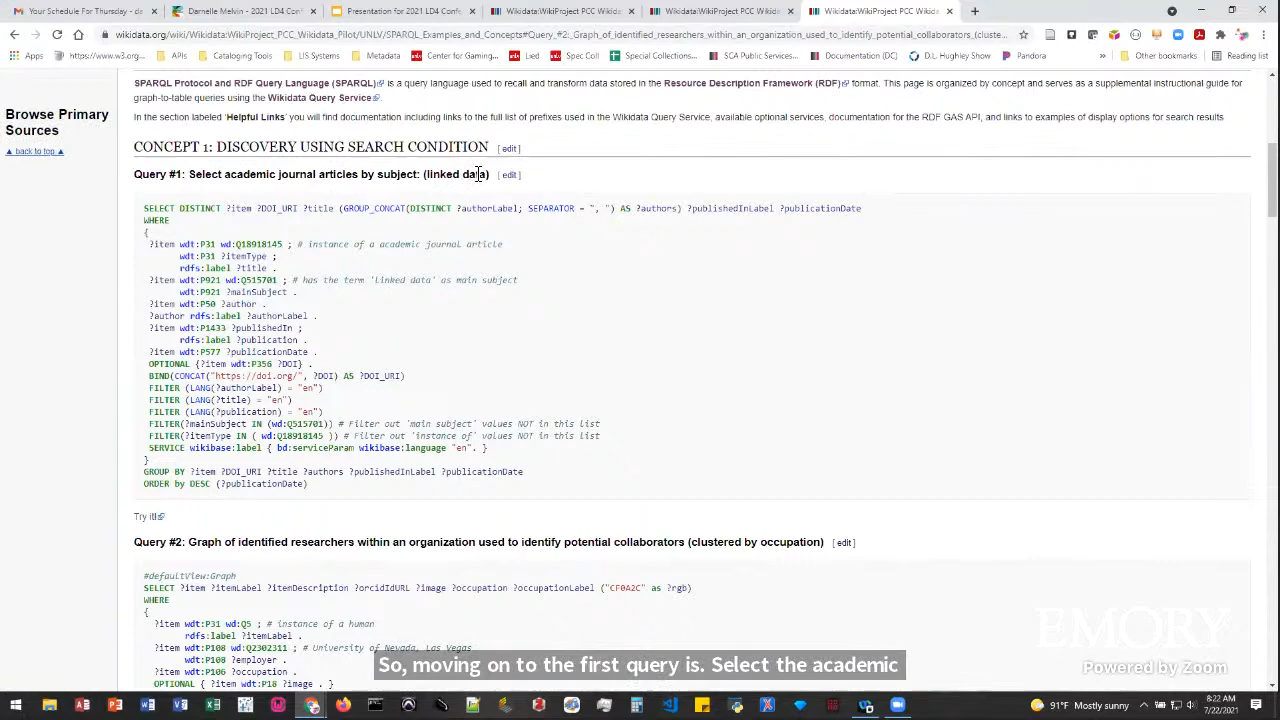 Your Schedule For Thursday - d
Darnelle Melvin - 2021 LD4 Conf
Presentation for 2021 LD4 Confe
Wikidata:WikiProject PCC Wikida
Wikidata:WikiProject PCC Wikida
Wikidata:WikiProject PCC Wikida
wikidata.org/wiki/Wikidata:WikiProject_PCC_Wikidata_Pilot/UNLV/SPARQL_Examples_and_Concepts#Query_#2:_Graph_of_identified_researchers_within_an_organization_used_to_identify_potential_collaborators_(cluste...
Apps
https://www.w3.org...
APIs
Cataloging Tools
UN Sites
Metadata
Center for Gaming...
Lied
Spec Coll
Special Collections...
SCA Public Services...
Documentation (DC)
D.L. Hughley Show
Pandora
»
Other bookmarks
Reading list
SPARQL Protocol and RDF Query Language (SPARQL) is a query language used to recall and transform data stored in the Resource Description Framework (RDF) format. This page is organized by concept and serves as a supplemental instructional guide for
graph-to-table queries using the Wikidata Query Service.
Browse Primary
Sources
▲ back to top ▲
In the section labeled 'Helpful Links' you will find documentation including links to the full list of prefixes used in the Wikidata Query Service, available optional services, documentation for the RDF GAS API, and links to examples of display options for search results
CONCEPT 1: DISCOVERY USING SEARCH CONDITION [ edit ]
Query #1: Select academic journal articles by subject: (linked data) [ edit ]
SELECT DISTINCT ?item ?DOI_URI ?title (GROUP_CONCAT(DISTINCT ?authorLabel; SEPARATOR = ", ") AS ?authors) ?publishedInLabel ?publicationDate
WHERE
{
?item wdt:P31 wd:Q18918145 ; # instance of a academic journal article
wdt:P31 ?itemType ;
rdfs:label ?title .
?item wdt:P921 wd:Q515701 ; # has the term 'linked data' as main subject
wdt:P921 ?mainSubject .
?item wdt:P50 ?author .
?author rdfs:label ?authorLabel .
?item wdt:P1433 ?publishedIn ;
rdfs:label ?publication .
?item wdt:P577 ?publicationDate .
OPTIONAL {?item wdt:P356 ?DOI} .
BIND(CONCAT("https://doi.org/", ?DOI) AS ?DOI_URI)
FILTER (LANG(?authorLabel) = "en")
FILTER (LANG(?title) = "en")
FILTER (LANG(?publication) = "en")
FILTER(?mainSubject IN (wd:Q515701)) # Filter out 'main subject' values NOT in this list
FILTER(?itemType IN ( wd:Q18918145 )) # Filter out 'instance of' values NOT in this list
SERVICE wikibase:label { bd:serviceParam wikibase:language "en". }
}
GROUP BY ?item ?DOI_URI ?title ?authors ?publishedInLabel ?publicationDate
ORDER by DESC (?publicationDate)
Try it!
Query #2: Graph of identified researchers within an organization used to identify potential collaborators (clustered by occupation) [ edit ]
#defaultView:Graph
SELECT ?item ?itemLabel ?itemDescription ?orcidIdURL ?image ?occupation ?occupationLabel ("CF0A2C" as ?rgb)
WHERE
{
?item wdt:P31 wd:Q5 ; # instance of a human
rdfs:label ?itemLabel .
?item wdt:P108 wd:Q2302311 ; # University of Nevada, Las Vegas
wdt:P108 ?employer .
?item wdt:P106 ?occupation .
OPTIONAL { ?item wdt:P18 ?image . }
So, moving on to the first query is. Select the academic
EMORY
Powered by Zoom
91°F Mostly sunny
8:22 AM
7/22/2021